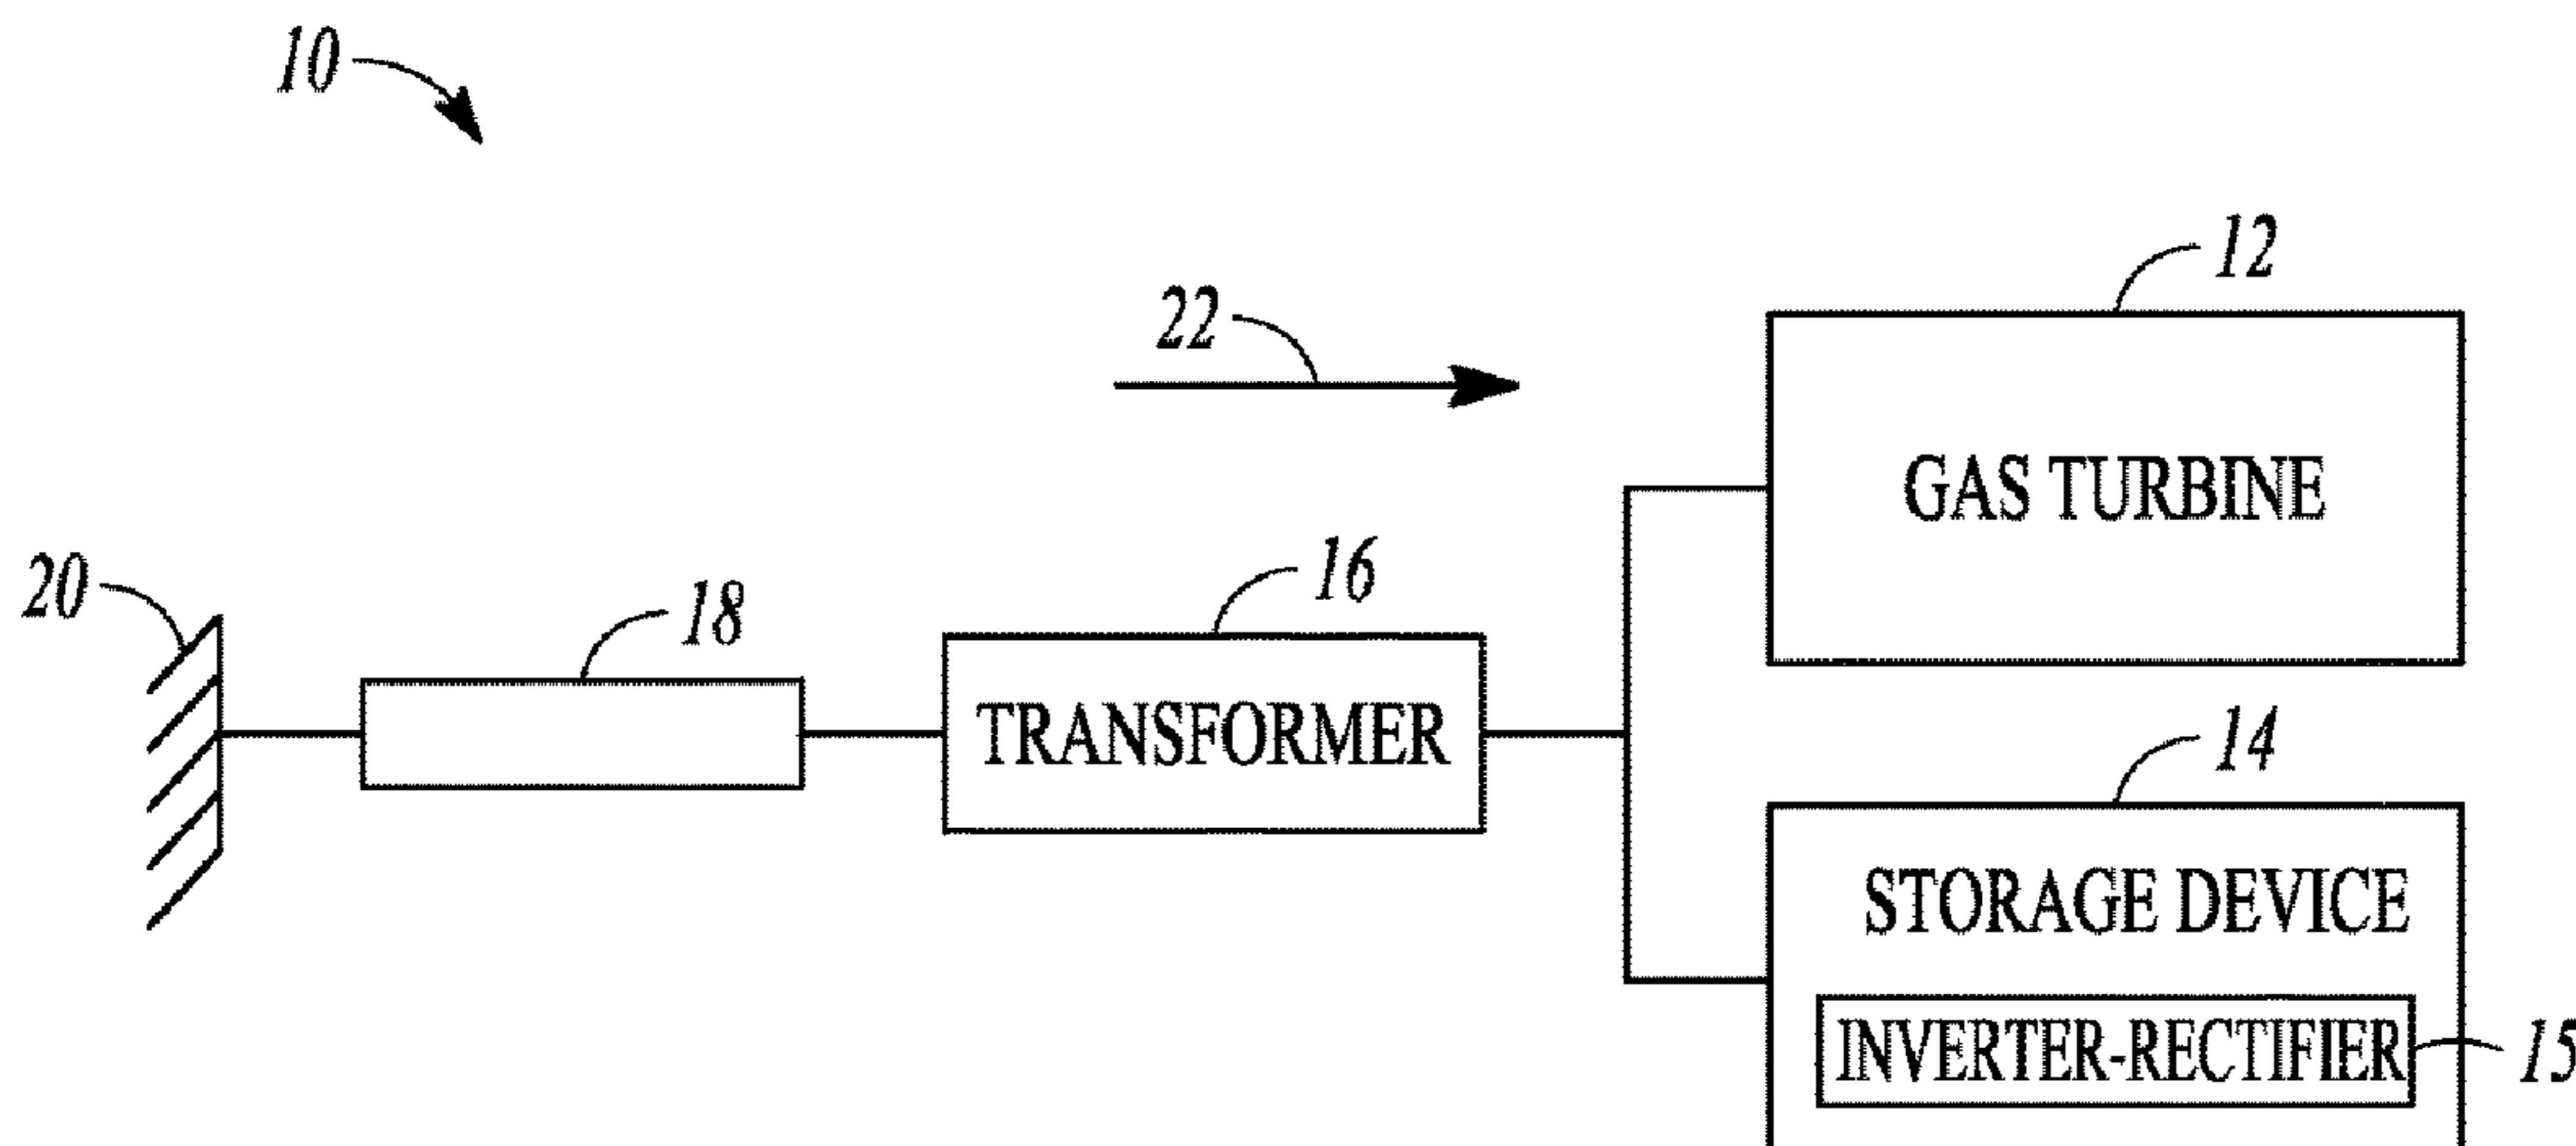 10
12
22
GAS TURBINE
16
20
18
14
TRANSFORMER
STORAGE DEVICE
INVERTER-RECTIFIER
15